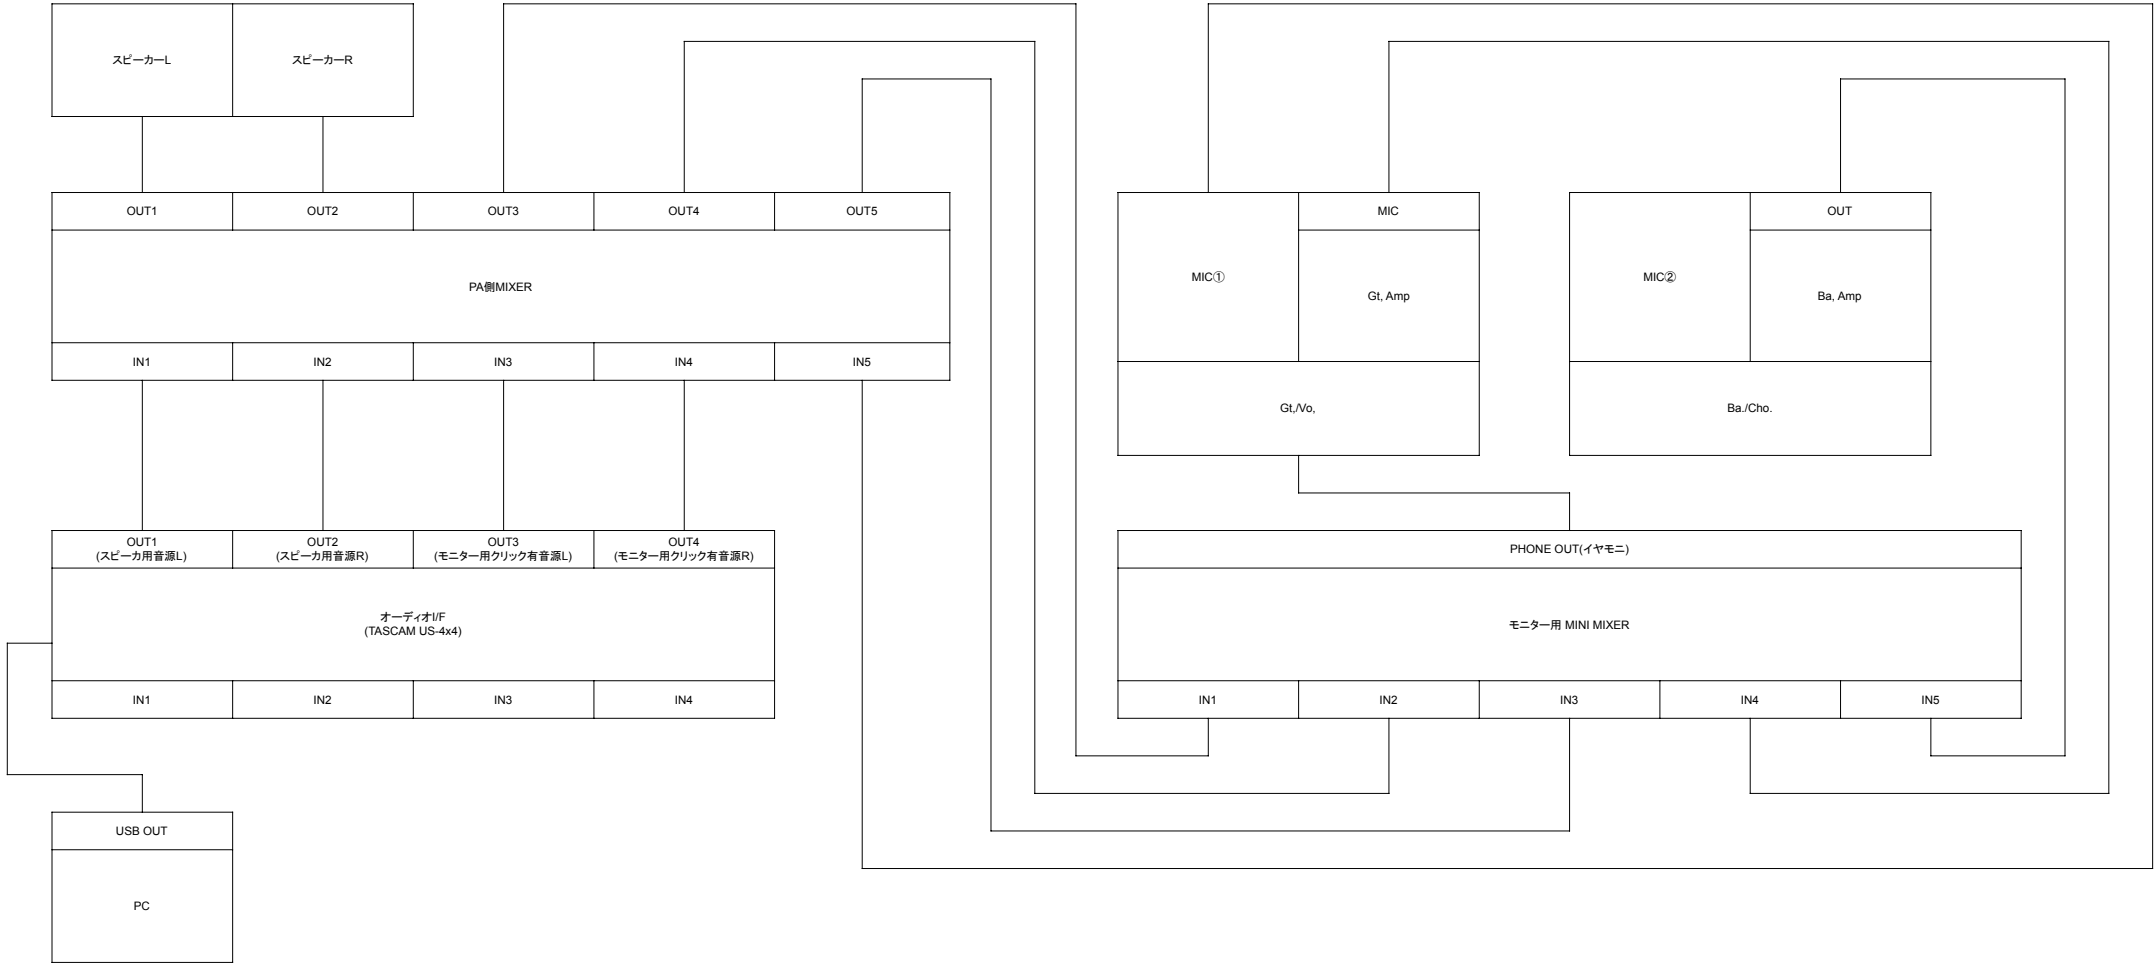 スピーカーL
スピーカーR
OUT1
OUT2
OUT3
OUT4
OUT5
PA側MIXER
IN1
IN2
IN3
IN4
IN5
MIC①
MIC
Gt, Amp
Gt,/Vo,
MIC②
OUT
Ba, Amp
Ba./Cho.
OUT1
(スピーカ用音源L)
OUT2
(スピーカ用音源R)
OUT3
(モニター用クリック有音源L)
OUT4
(モニター用クリック有音源R)
オーディオI/F
(TASCAM US-4x4)
IN1
IN2
IN3
IN4
PHONE OUT(イヤモニ)
モニター用 MINI MIXER
IN1
IN2
IN3
IN4
IN5
USB OUT
PC